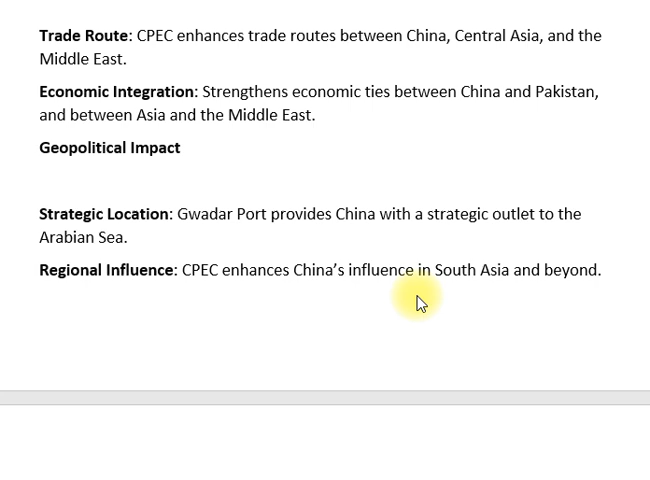 Trade Route: CPEC enhances trade routes between China, Central Asia, and the
Middle East.
Economic Integration: Strengthens economic ties between China and Pakistan,
and between Asia and the Middle East.
Geopolitical Impact
Strategic Location: Gwadar Port provides China with a strategic outlet to the
Arabian Sea.
Regional Influence: CPEC enhances China’s influence in South Asia and beyond.